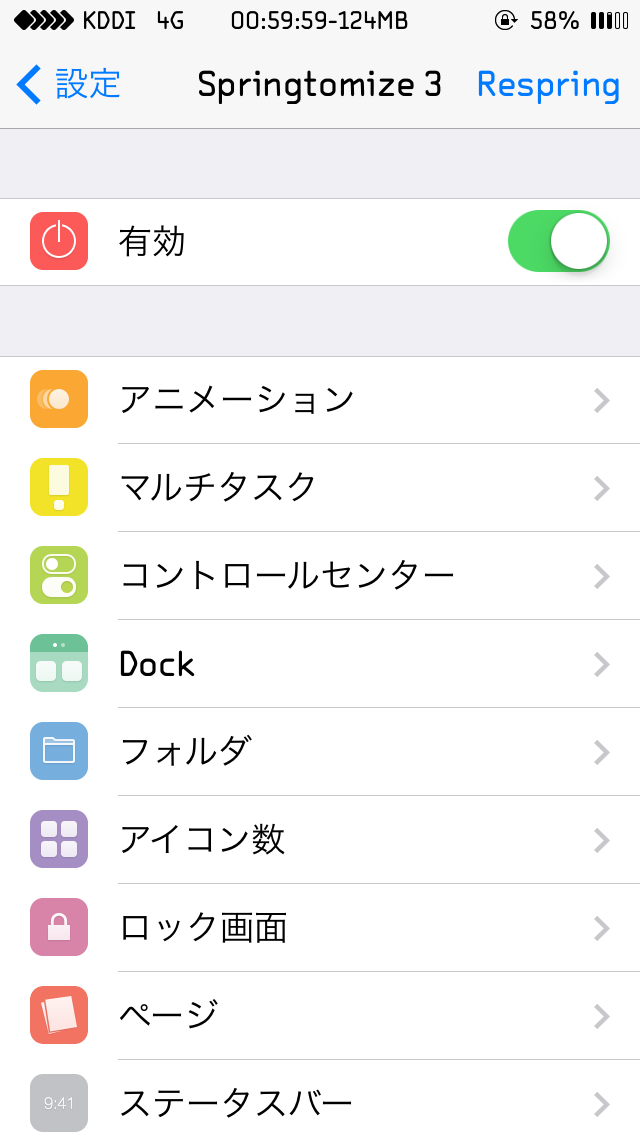 KDDI 4G 00:59:59-124MB 58%
設定 Springtomize 3 Respring
有効
アニメーション
マルチタスク
コントロールセンター
Dock
フォルダ
アイコン数
ロック画面
ページ
9:41 ステータスバー